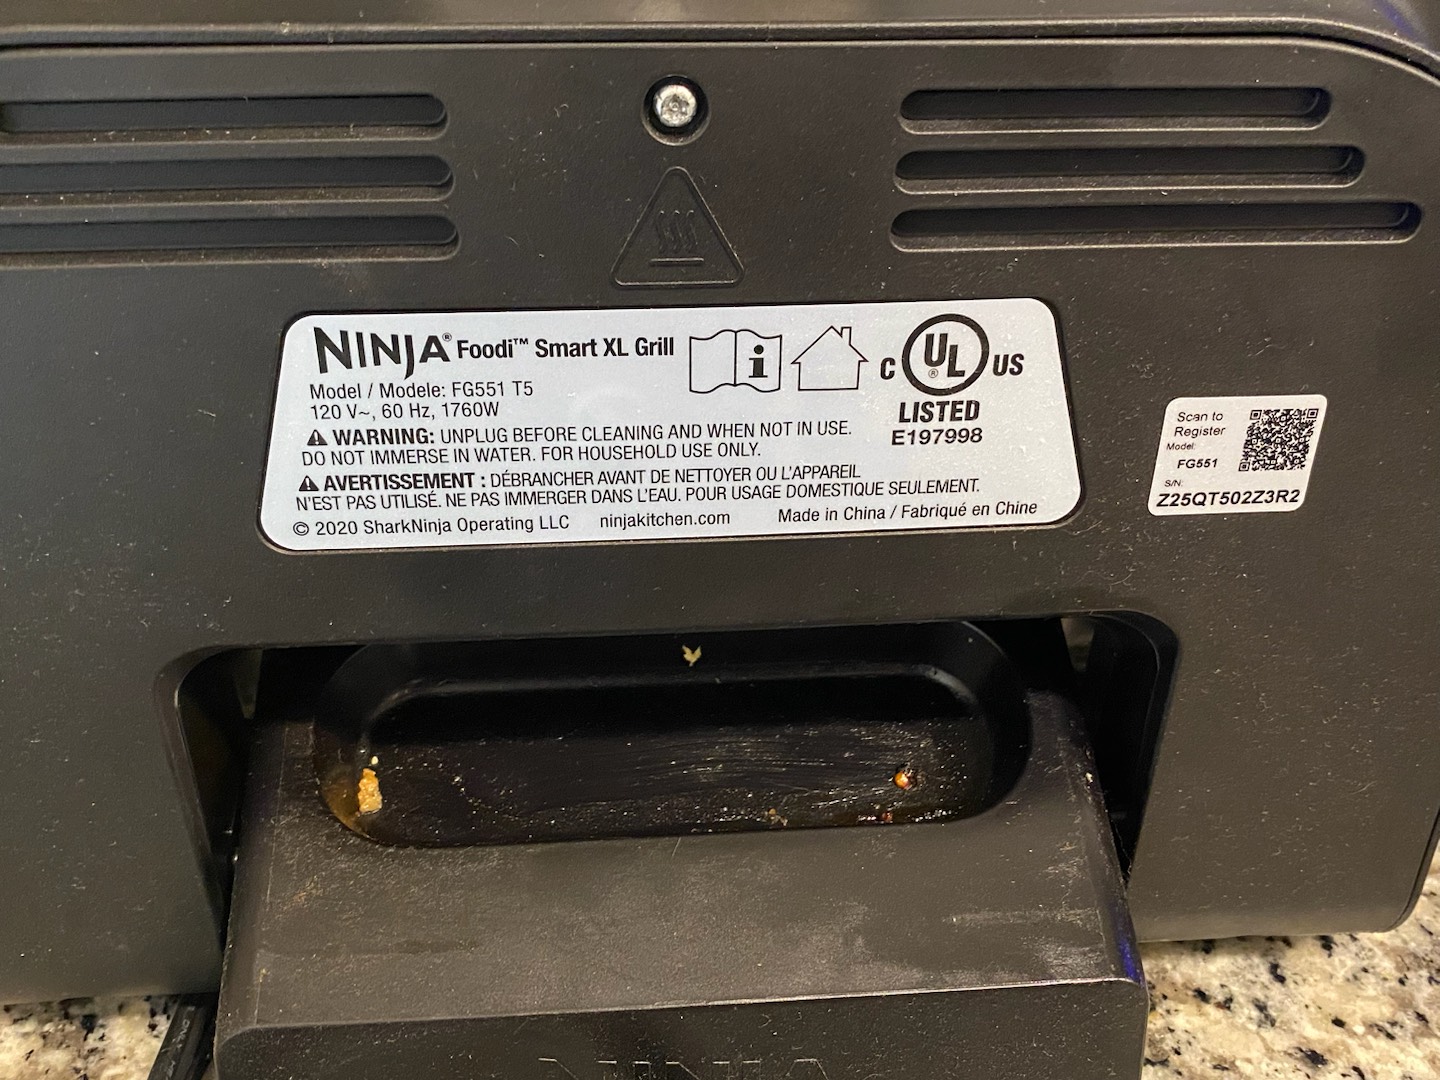 NINJA® Foodi™ Smart XL Grill
Model / Modele: FG551 T5
120 V~, 60 Hz, 1760W
⚠ WARNING: UNPLUG BEFORE CLEANING AND WHEN NOT IN USE.
DO NOT IMMERSE IN WATER. FOR HOUSEHOLD USE ONLY.
⚠ AVERTISSEMENT : DÉBRANCHER AVANT DE NETTOYER OU L'APPAREIL
N'EST PAS UTILISÉ. NE PAS IMMERGER DANS L'EAU. POUR USAGE DOMESTIQUE SEULEMENT.
© 2020 SharkNinja Operating LLC ninjakitchen.com Made in China / Fabriqué en Chine
i
C UL® US
LISTED
E197998
Scan to
Register
Model:
FG551
S/N:
Z25QT502Z3R2
NINJA